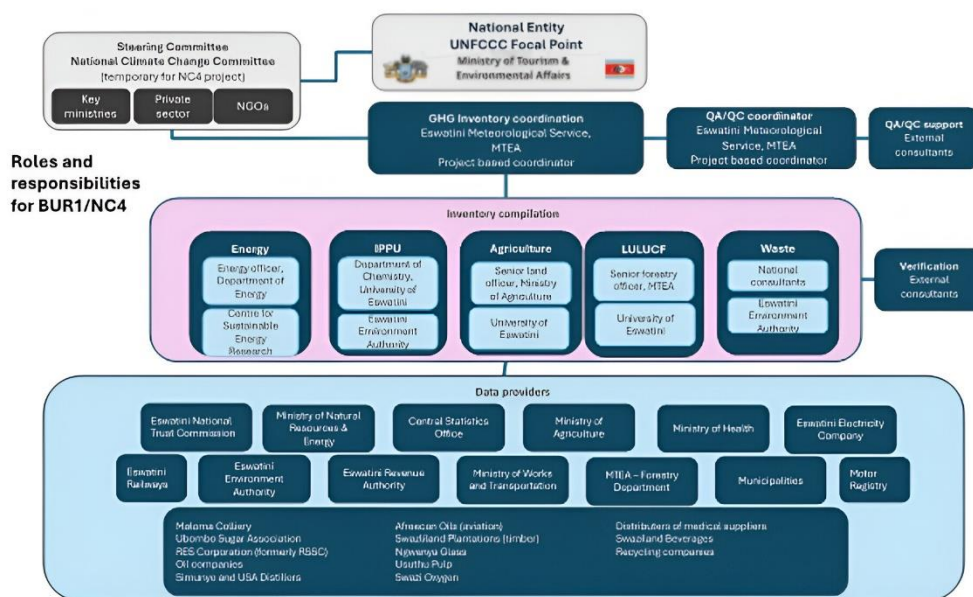 Steering Committee
National Climate Change Committee
(temporary for NC4 project)
Key
ministries
Private
sector
NGOs
National Entity
UNFCCC Focal Point
Ministry of Tourism
& Environmental Affairs
GHG Inventory coordination
Eswatini Meteorological Service,
MTEA
Project based coordinator
QA/QC coordinator
Eswatini Meteorological
Service, MTEA
Project based coordinator
QA/QC support
External
consultants
Roles and
responsibilities
for BUR1/NC4
Inventory compilation
Energy
Energy officer,
Department of
Energy
Centre for
Sustainable
Energy
Research
IPPU
Department of
Chemistry,
University of
Eswatini
Eswatini
Environment
Authority
Agriculture
Senior land
officer, Ministry
of Agriculture
University of
Eswatini
LULUCF
Senior forestry
officer, MTEA
University of
Eswatini
Waste
National
consultants
Eswatini
Environment
Authority
Verification
External
consultants
Data providers
Eswatini National
Trust Commission
Ministry of Natural
Resources &
Energy
Central Statistics
Office
Ministry of
Agriculture
Ministry of Health
Eswatini Electricity
Company
Eswatini
Railways
Eswatini
Environment
Authority
Eswatini Revenue
Authority
Ministry of Works
and Transportation
MTEA – Forestry
Department
Municipalities
Motor
Registry
Maloma Colliery
Ubombo Sugar Association
RES Corporation (formerly RSSC)
Oil companies
Simunye and USA Distillers
Afrecan Oils (aviation)
Swaziland Plantations (timber)
Ngwenya Glass
Usuthu Pulp
Swazi Oxygen
Distributers of medical suppliers
Swaziland Beverages
Recycling companies